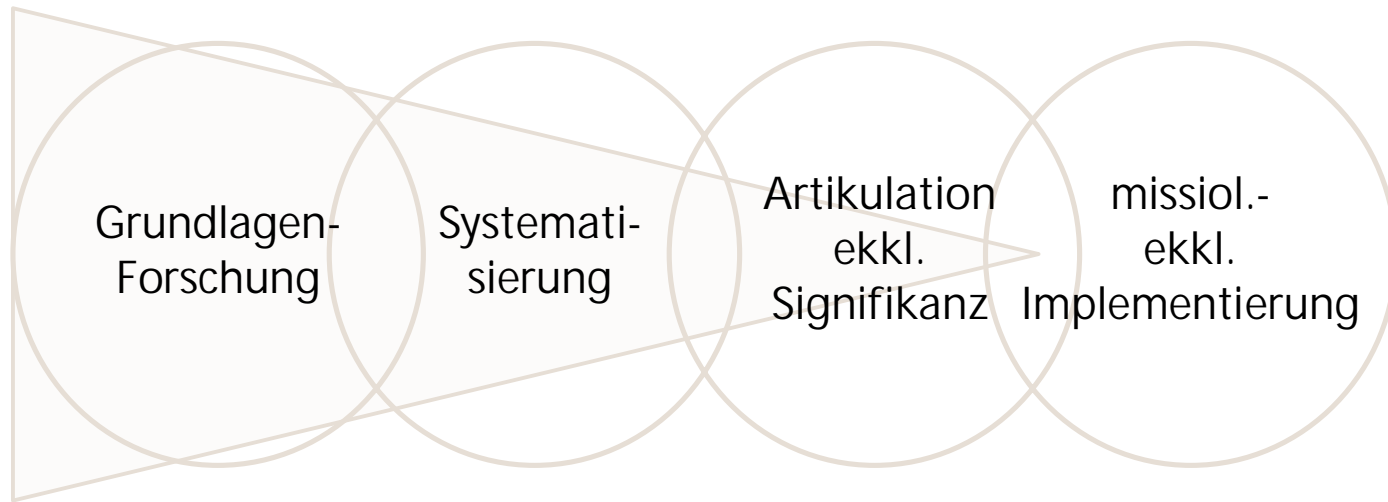 Grundlagen-
Forschung
Systemati-
sierung
Artikulation
ekkl.
Signifikanz
missiol.-
ekkl.
Implementierung